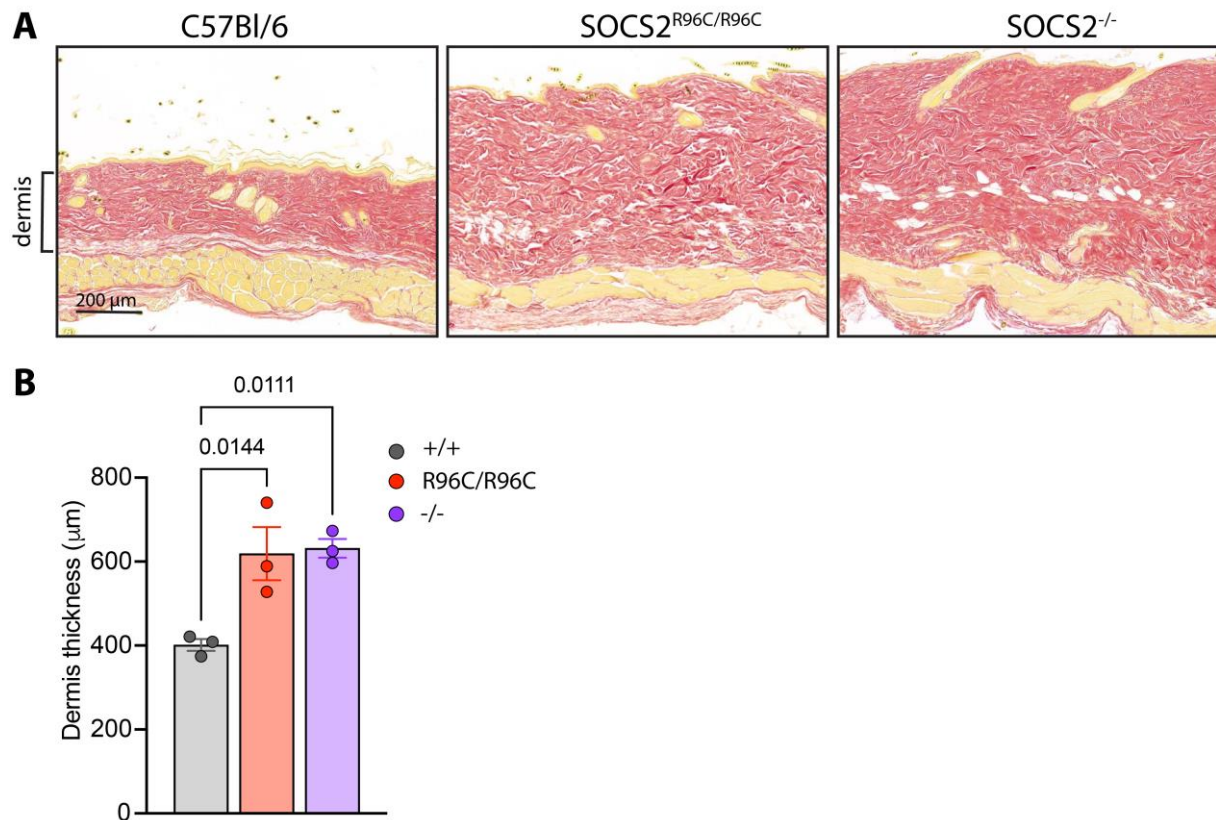 A
C57Bl/6
SOCS2R96C/R96C
SOCS2-/-
dermis
200 µm
B
0.0111
0.0144
+/+
R96C/R96C
-/-
800
600
400
200
0
Dermis thickness (µm)